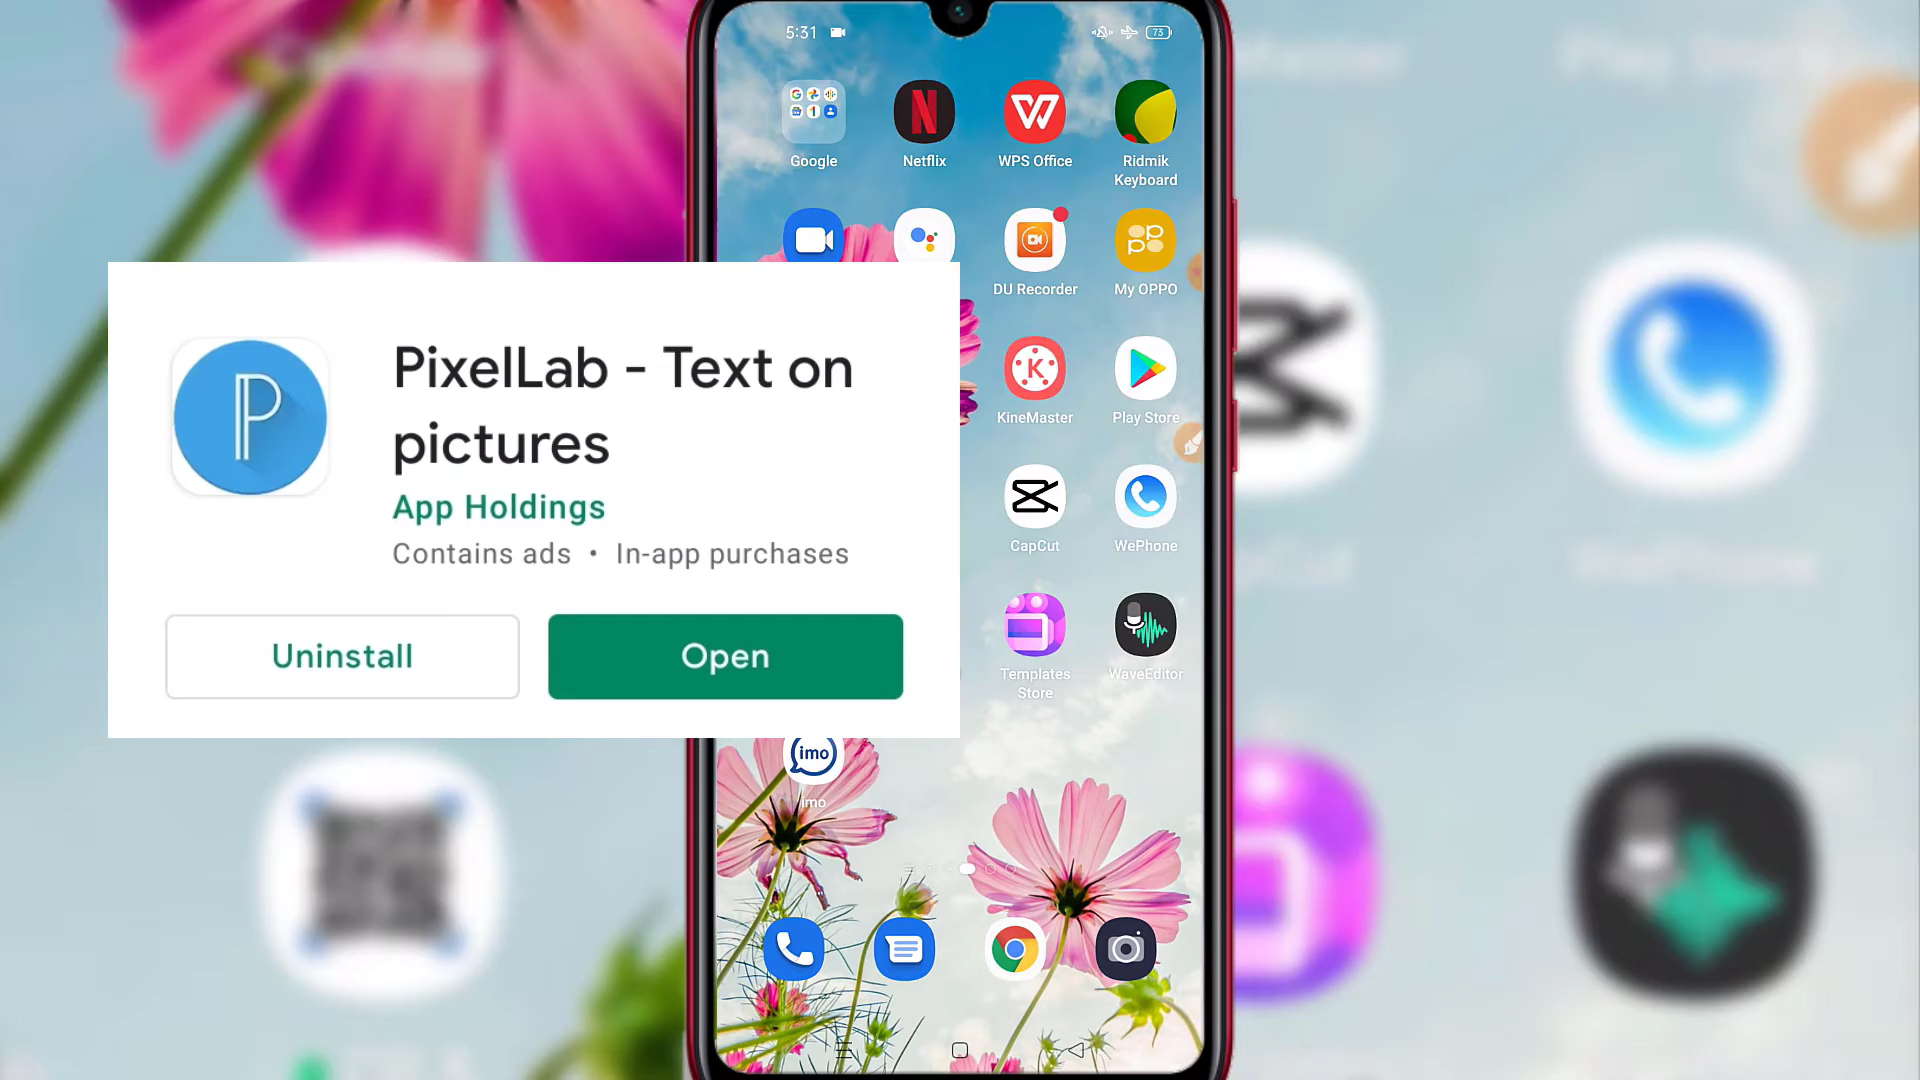 5:31
73
Google
Netflix
WPS Office
Ridmik
Keyboard
DU Recorder
My OPPO
PixelLab - Text on
pictures
App Holdings
Contains ads • In-app purchases
Uninstall
Open
KineMaster
Play Store
CapCut
WePhone
Templates
Store
WaveEditor
imo
imo